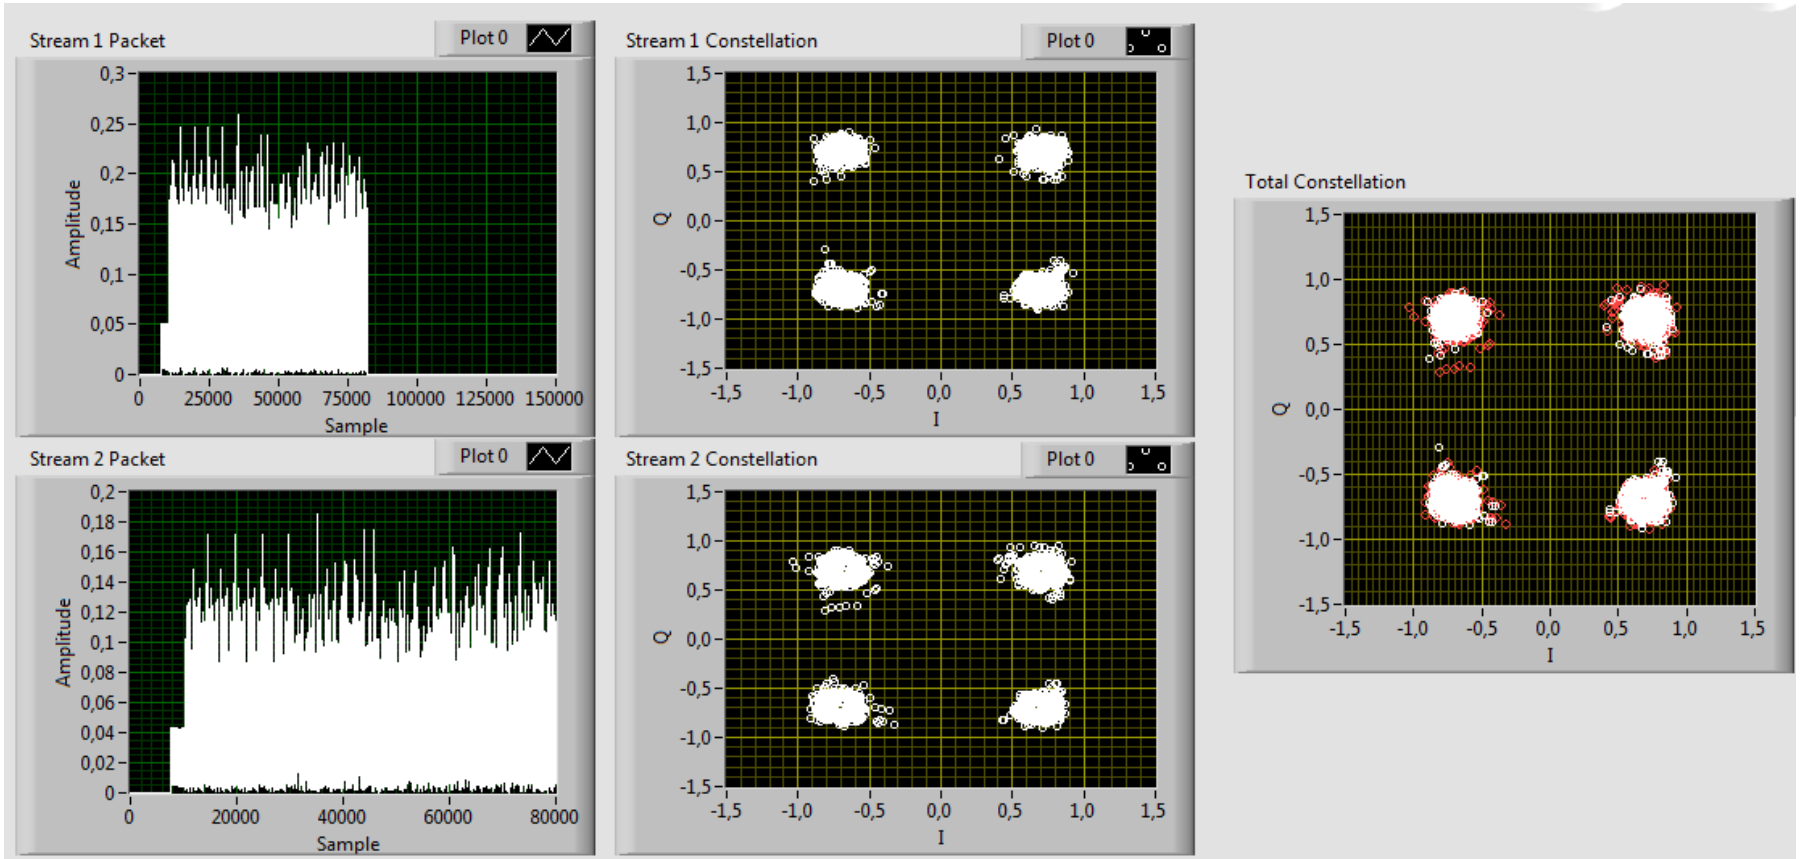 Stream 1 Packet
Plot 0
0,3
0,25
0,2
0,15
0,1
0,05
0
Amplitude
0 25000 50000 75000 100000 125000 150000
Sample
Stream 1 Constellation
Plot 0
1,5
1,0
0,5
0,0
-0,5
-1,0
-1,5
Q
-1,5 -1,0 -0,5 0,0 0,5 1,0 1,5
I
Stream 2 Packet
Plot 0
0,2
0,18
0,16
0,14
0,12
0,1
0,08
0,06
0,04
0,02
0
Amplitude
0 20000 40000 60000 80000
Sample
Stream 2 Constellation
Plot 0
1,5
1,0
0,5
0,0
-0,5
-1,0
-1,5
Q
-1,5 -1,0 -0,5 0,0 0,5 1,0 1,5
I
Total Constellation
1,5
1,0
0,5
0,0
-0,5
-1,0
-1,5
Q
-1,5 -1,0 -0,5 0,0 0,5 1,0 1,5
I